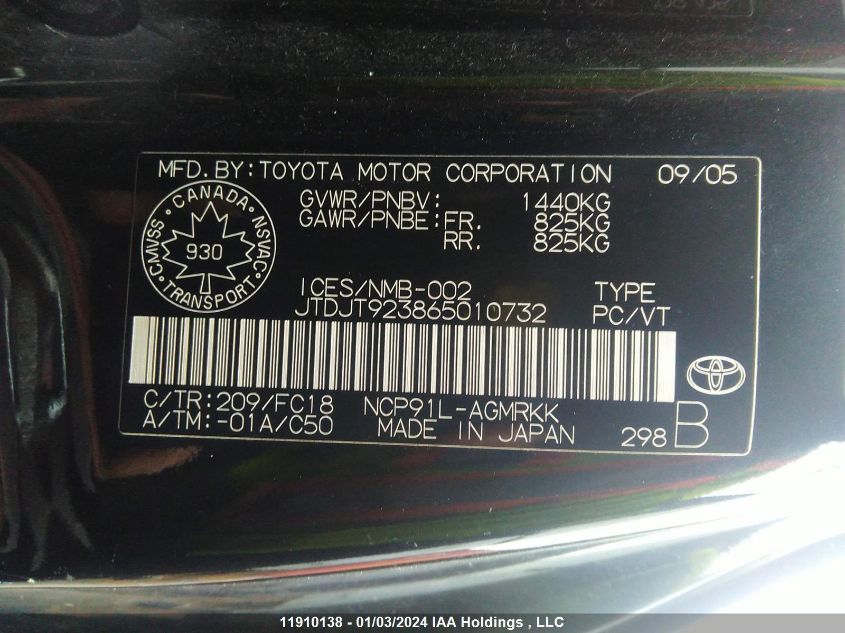 MFD.BY:TOYOTA MOTOR CORPORATION 09/05
GVWR/PNBV: 1440KG
GAWR/PNBE:FR. 825KG
RR. 825KG
CANADA
CMVSS NSVAC
930
TRANSPORT
ICES/NMB-002 TYPE
JTDJT923865010732 PC/VT
C/TR:209/FC18 NCP91L-AGMRKK
A/TM:-01A/C50 MADE IN JAPAN 298 B
11910138 - 01/03/2024 IAA Holdings , LLC